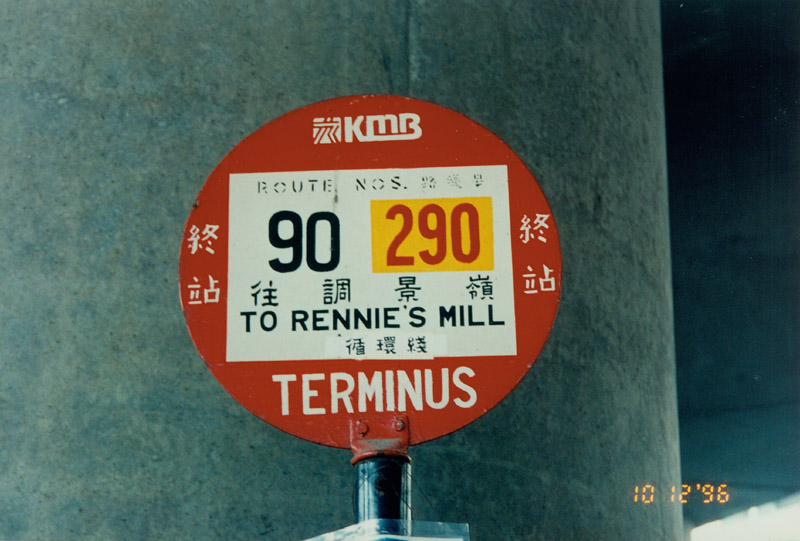 KMB
ROUTE NOS. 路綫號
90 290
終站
終站
往調景嶺
TO RENNIE'S MILL
循環綫
TERMINUS
10 12 '96